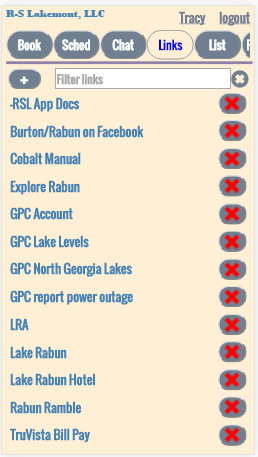 R-S Lakemont, LLC
Tracy logout
Book Sched Chat Links List
+ Filter links
-RSL App Docs
Burton/Rabun on Facebook
Cobalt Manual
Explore Rabun
GPC Account
GPC Lake Levels
GPC North Georgia Lakes
GPC report power outage
LRA
Lake Rabun
Lake Rabun Hotel
Rabun Ramble
TruVista Bill Pay